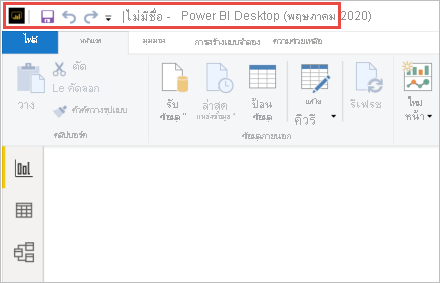 |ไม่มีชื่อ - Power BI Desktop (พฤษภาคม 2020)
ไฟล์ หน้าแรก มุมมอง การสร้างแบบจำลอง ความช่วยเหลือ
วาง
ตัด
Le คัดลอก
ตัวคัดวางรูปแบบ
คลิปบอร์ด
รับ
ข้อมูล
ล่าสุด
แหล่งข้อมูล
ป้อน
ข้อมูล
แก้ไข
คิวรี
ข้อมูลภายนอก
รีเฟรช
ใหม่
หน้า